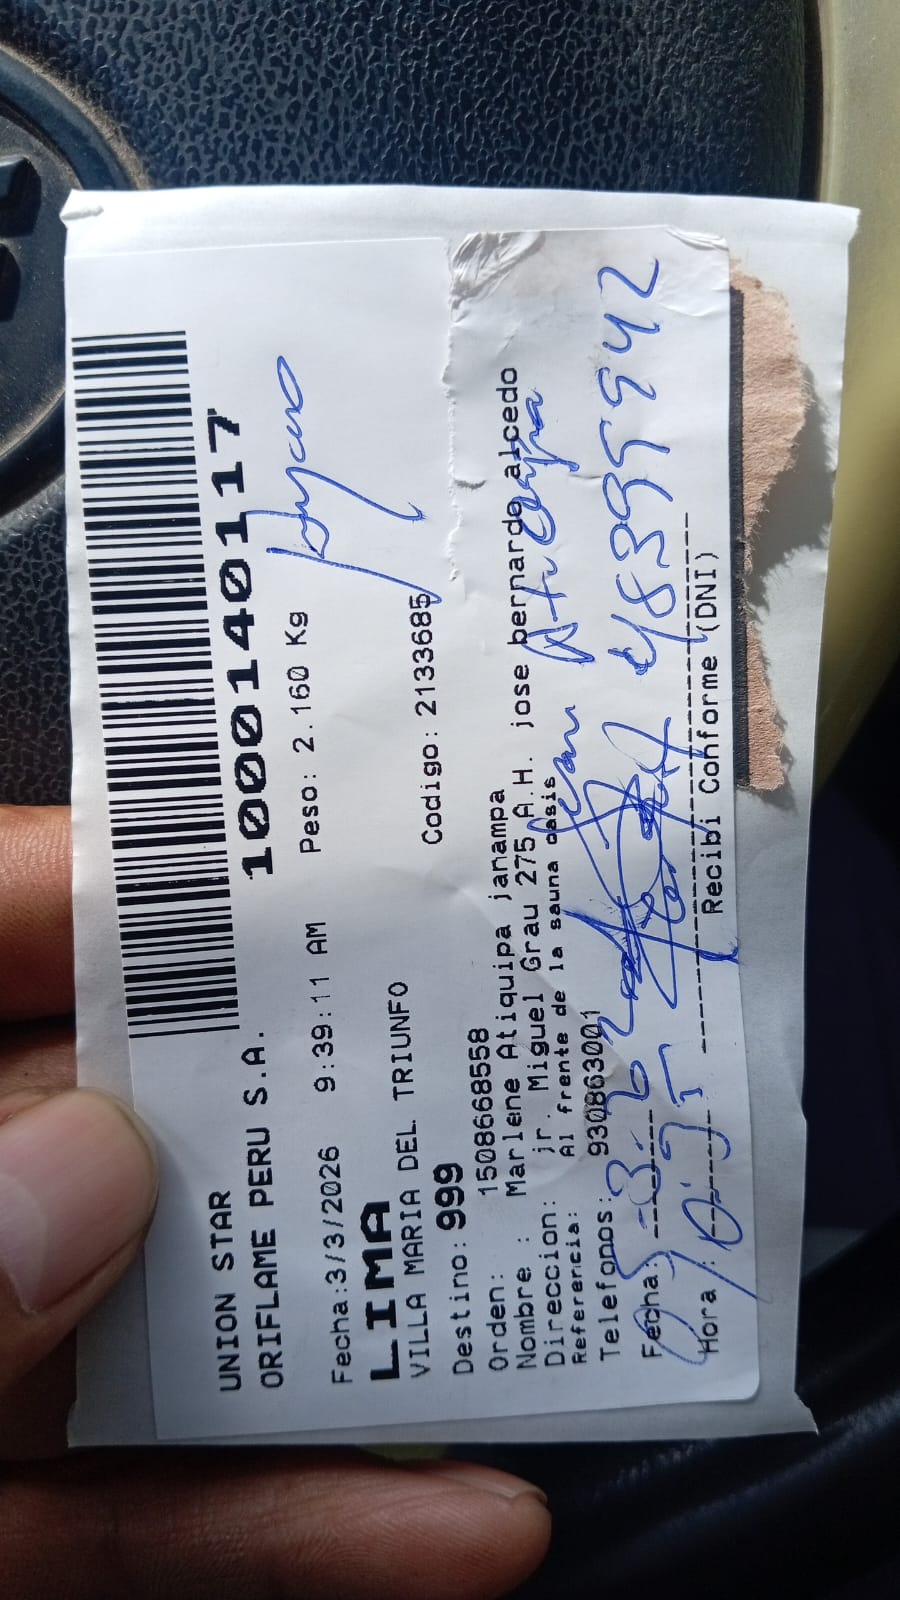 1000140117
UNION STAR
ORIFLAME PERU S.A.
Fecha:3/3/2026 9:39:11 AM Peso: 2.160 Kg
LIMA
VILLA MARIA DEL TRIUNFO
Destino: 999 Codigo: 2133685
Orden: 1508668558
Nombre : Marlene Atiquipa janampa
Direccion: jr. Miguel Grau 275 A.H. jose bernardo alcedo
Referencia: Al frente de la sauna oasis
Telefonos: 930863001
Atiquipa
Fecha:
Hora :
Recibi Conforme (DNI)